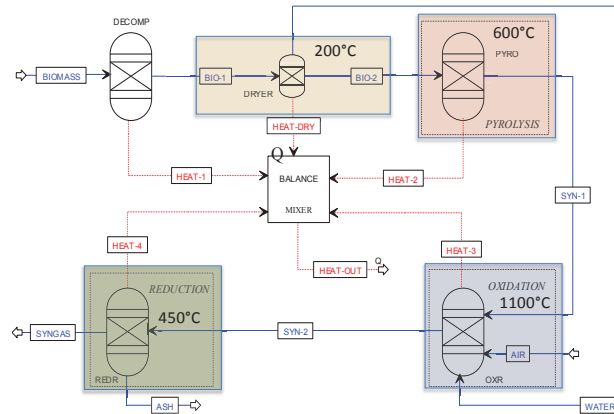 DECOMP
200°C
600°C
PYRO
BIOMASS
BIO-1
BIO-2
DRYER
PYROLYSIS
HEAT-DRY
Q
HEAT-1
BALANCE
HEAT-2
SYN-1
MIXER
HEAT-4
HEAT-3
HEAT-OUT
Q
REDUCTION
OXIDATION
450°C
1100°C
SYNGAS
SYN-2
AIR
REDR
OXR
ASH
WATER